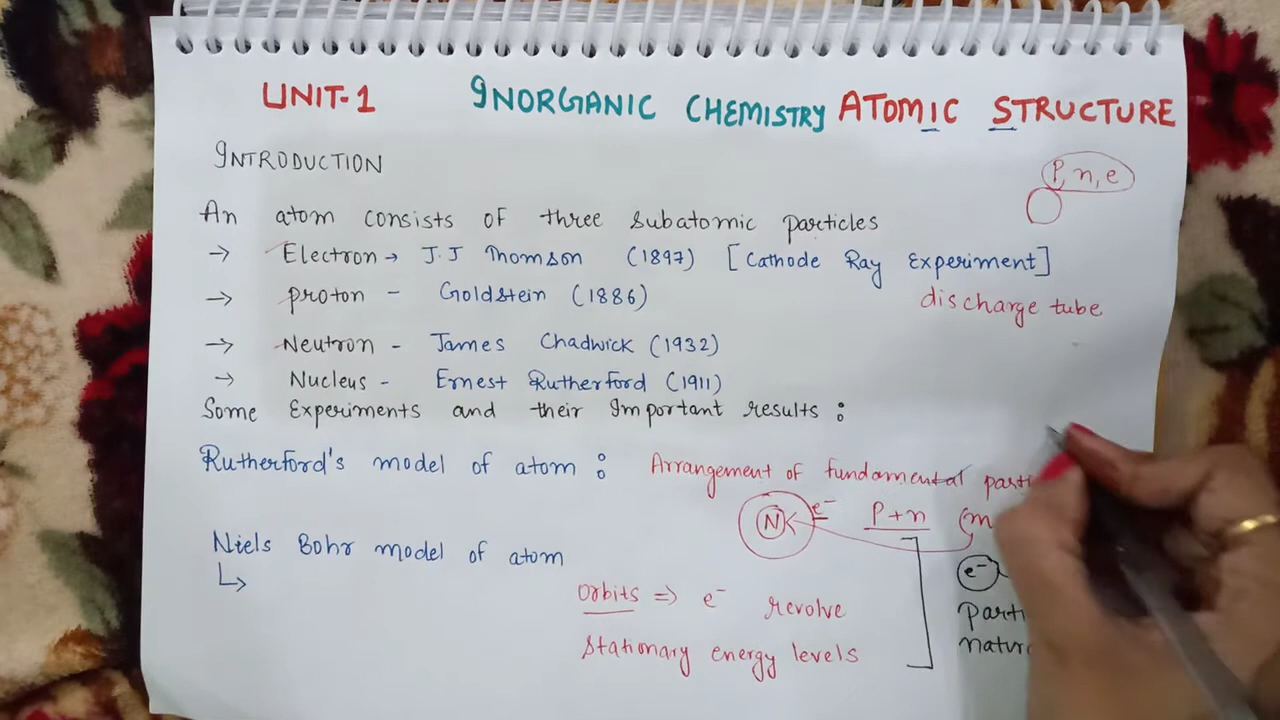 UNIT-1 INORGANIC CHEMISTRY ATOMIC STRUCTURE
INTRODUCTION
P, n, e
An atom consists of three subatomic particles
→ Electron → J.J Thomson (1897) [Cathode Ray Experiment]
→ proton - Goldstein (1886)
discharge tube
→ Neutron - James Chadwick (1932)
→ Nucleus - Ernest Rutherford (1911)
Some Experiments and their Important results :
Rutherford's model of atom : Arrangement of fundamental
N e⁻ P+n
Niels Bohr model of atom
e⁻
orbits ⇒ e⁻ revolve
Stationary energy levels